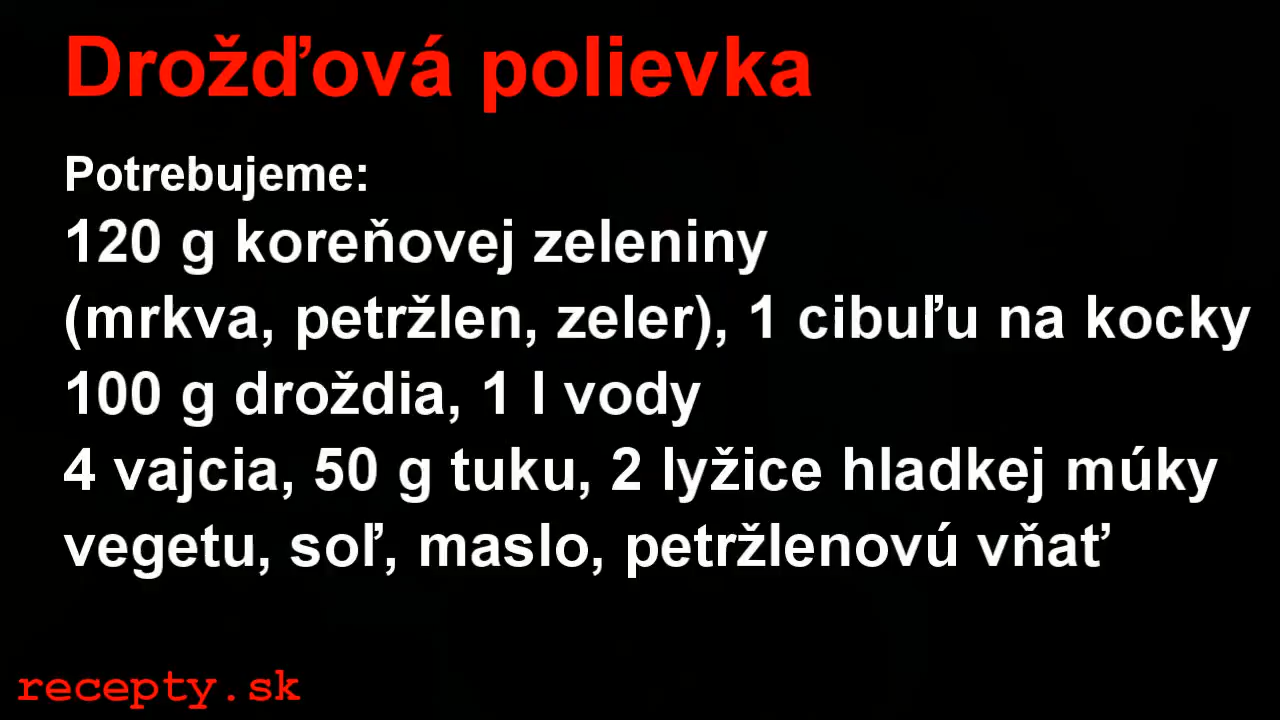 Drožďová polievka
Potrebujeme:
120 g koreňovej zeleniny
(mrkva, petržlen, zeler), 1 cibuľu na kocky
100 g droždia, 1 l vody
4 vajcia, 50 g tuku, 2 lyžice hladkej múky
vegetu, soľ, maslo, petržlenovú vňať
recepty.sk